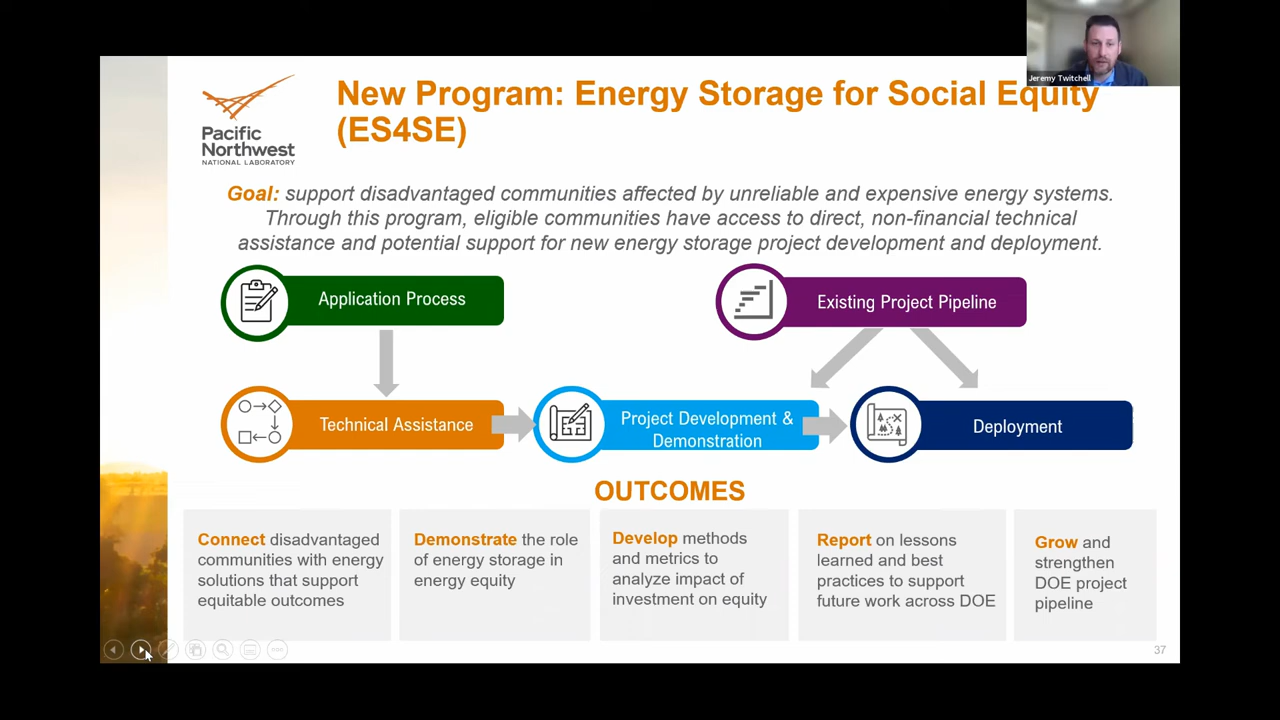 Jeremy Twitchell
Pacific
Northwest
NATIONAL LABORATORY
New Program: Energy Storage for Social Equity
(ES4SE)
Goal: support disadvantaged communities affected by unreliable and expensive energy systems.
Through this program, eligible communities have access to direct, non-financial technical
assistance and potential support for new energy storage project development and deployment.
Application Process
Existing Project Pipeline
Technical Assistance
Project Development &
Demonstration
Deployment
OUTCOMES
Connect disadvantaged
communities with energy
solutions that support
equitable outcomes
Demonstrate the role
of energy storage in
energy equity
Develop methods
and metrics to
analyze impact of
investment on equity
Report on lessons
learned and best
practices to support
future work across DOE
Grow and
strengthen
DOE project
pipeline
37